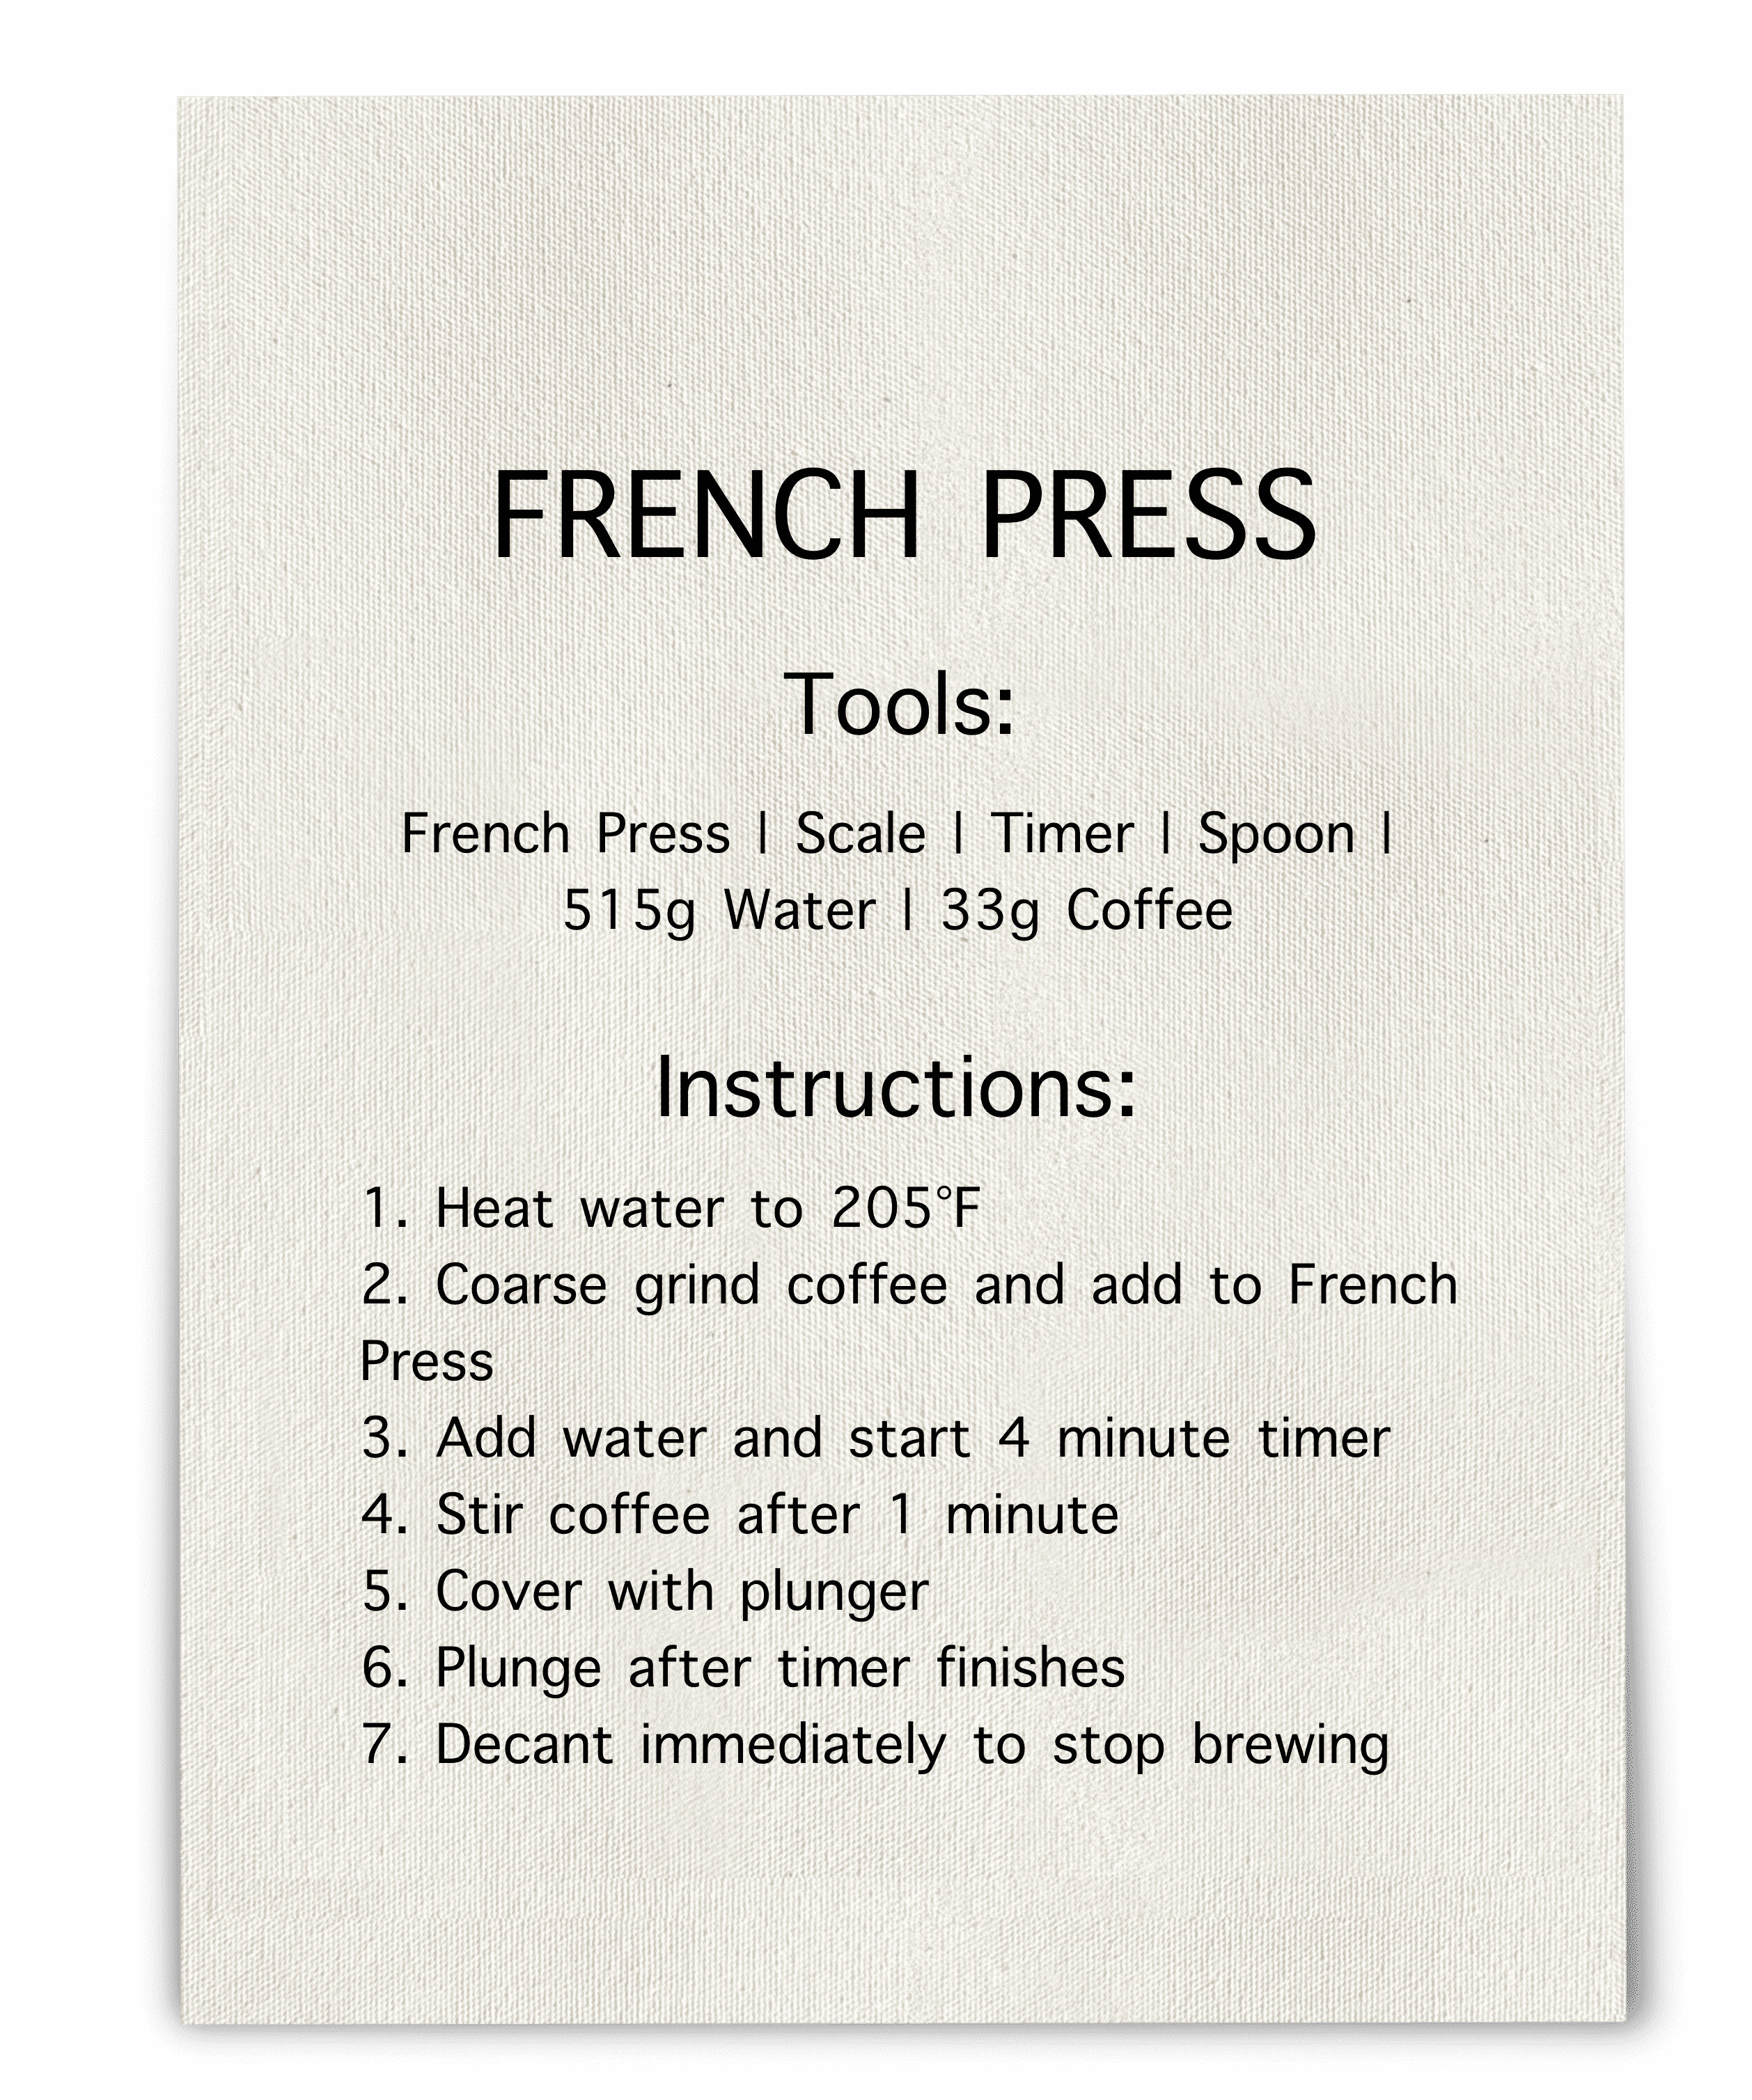 FRENCH PRESS
Tools:
French Press | Scale | Timer | Spoon |
515g Water | 33g Coffee
Instructions:
1. Heat water to 205°F
2. Coarse grind coffee and add to French
Press
3. Add water and start 4 minute timer
4. Stir coffee after 1 minute
5. Cover with plunger
6. Plunge after timer finishes
7. Decant immediately to stop brewing